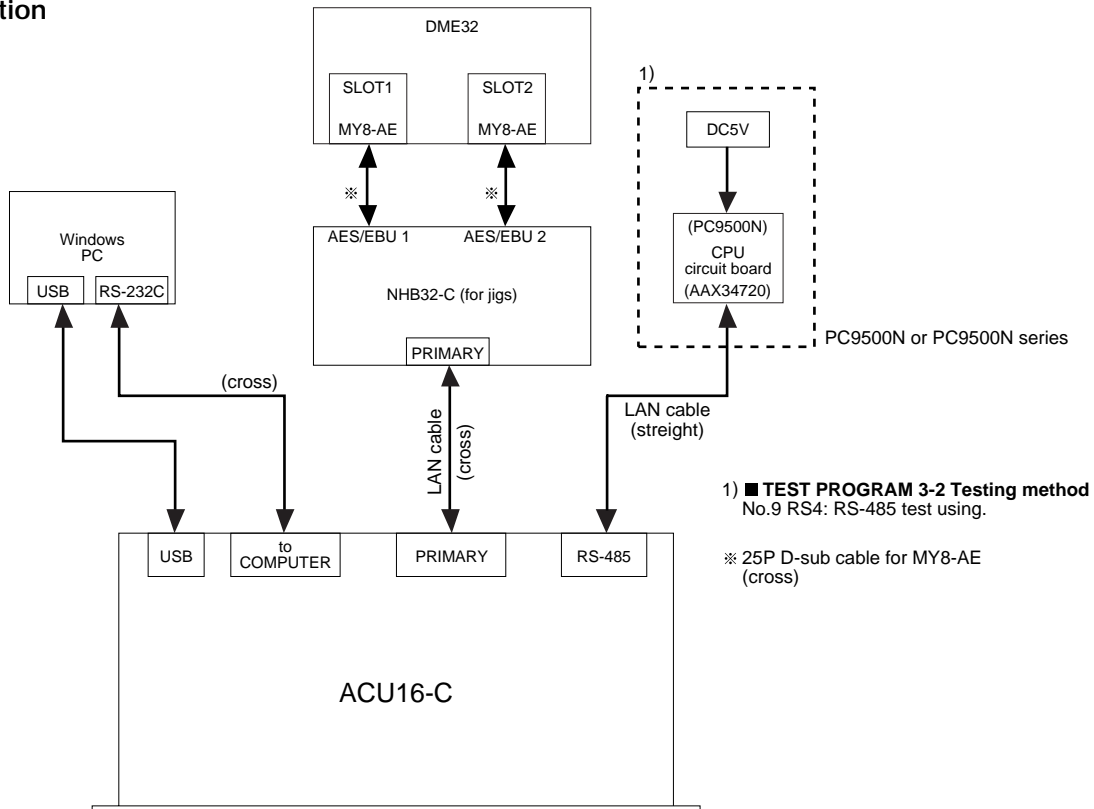 tion
DME32
SLOT1
MY8-AE
SLOT2
MY8-AE
1)
DC5V
(PC9500N)
CPU
circuit board
(AAX34720)
PC9500N or PC9500N series
※
※
Windows
PC
USB
RS-232C
AES/EBU 1
AES/EBU 2
NHB32-C (for jigs)
PRIMARY
(cross)
LAN cable
(cross)
LAN cable
(streight)
1) ■ TEST PROGRAM 3-2 Testing method
No.9 RS4: RS-485 test using.
※ 25P D-sub cable for MY8-AE
(cross)
USB
to
COMPUTER
PRIMARY
RS-485
ACU16-C